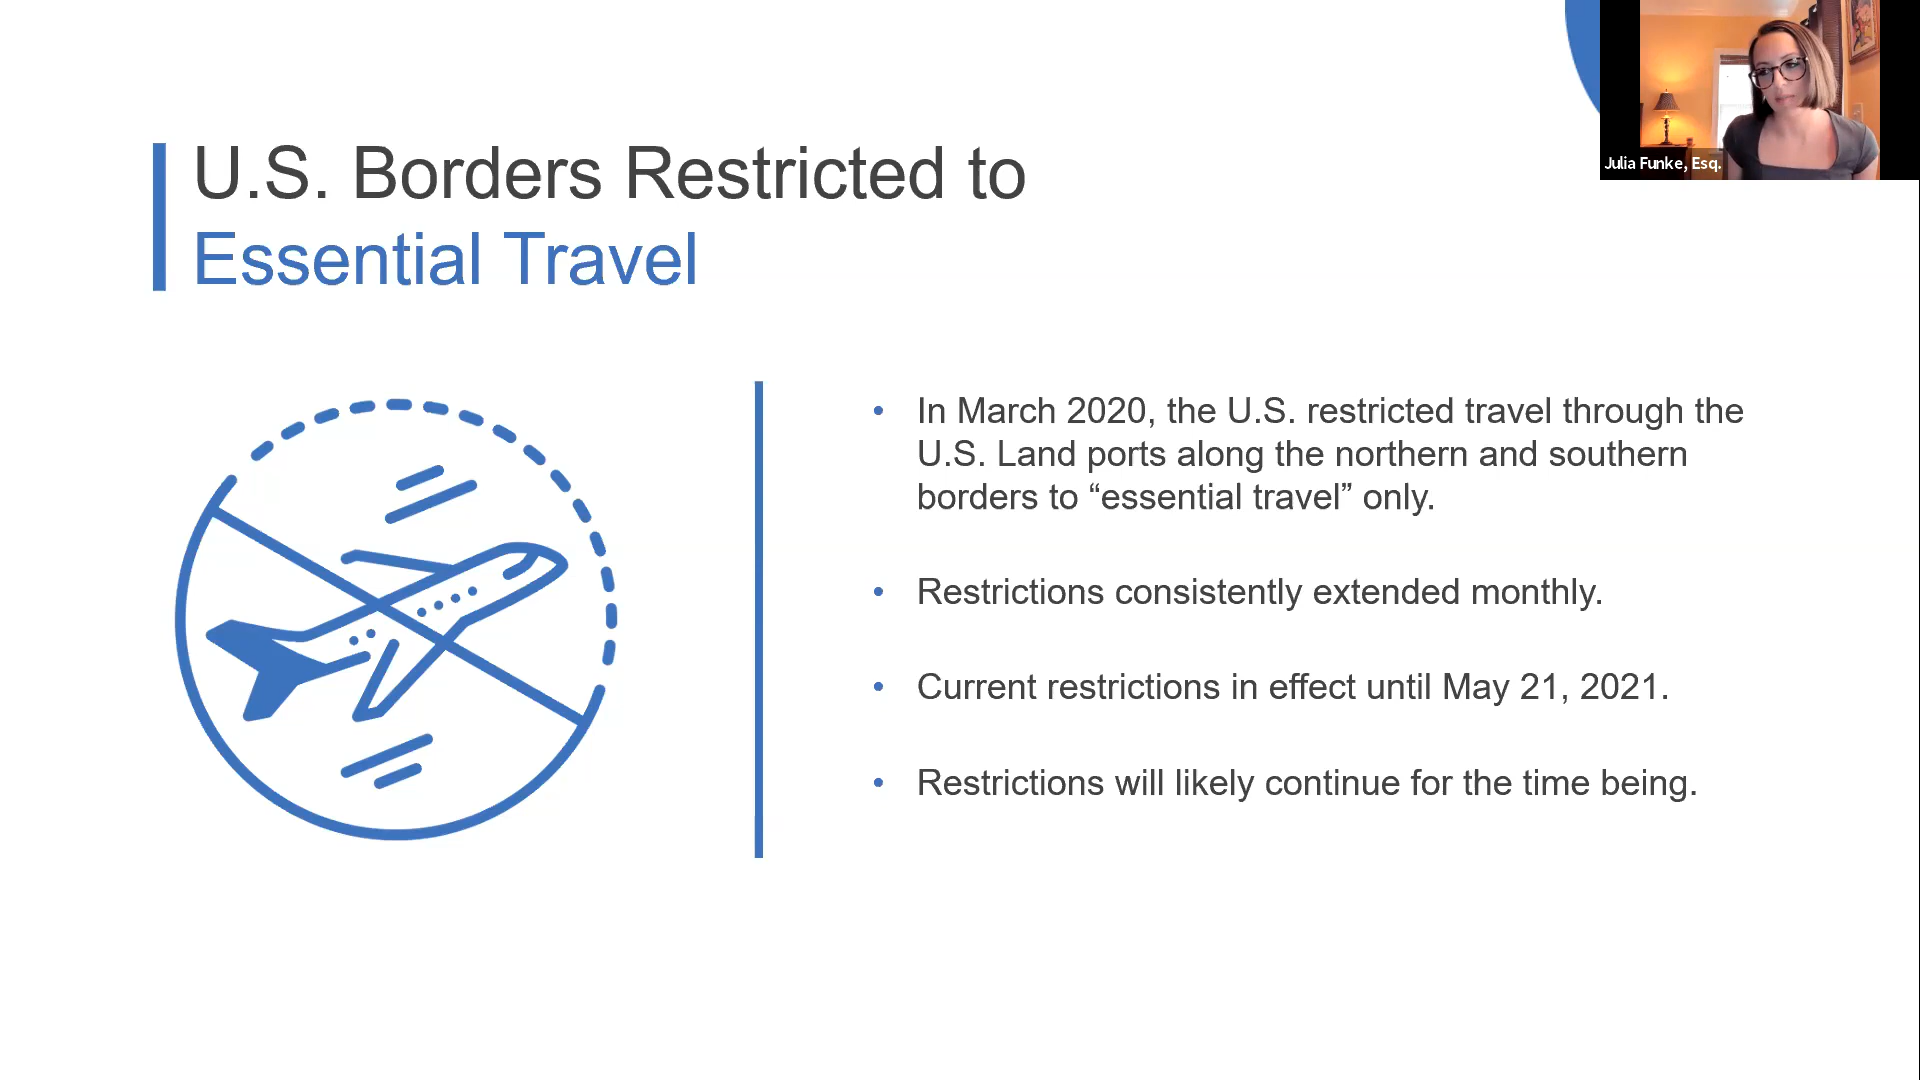 U.S. Borders Restricted to
Essential Travel
Julia Funke, Esq.
• In March 2020, the U.S. restricted travel through the
U.S. Land ports along the northern and southern
borders to “essential travel” only.
• Restrictions consistently extended monthly.
• Current restrictions in effect until May 21, 2021.
• Restrictions will likely continue for the time being.